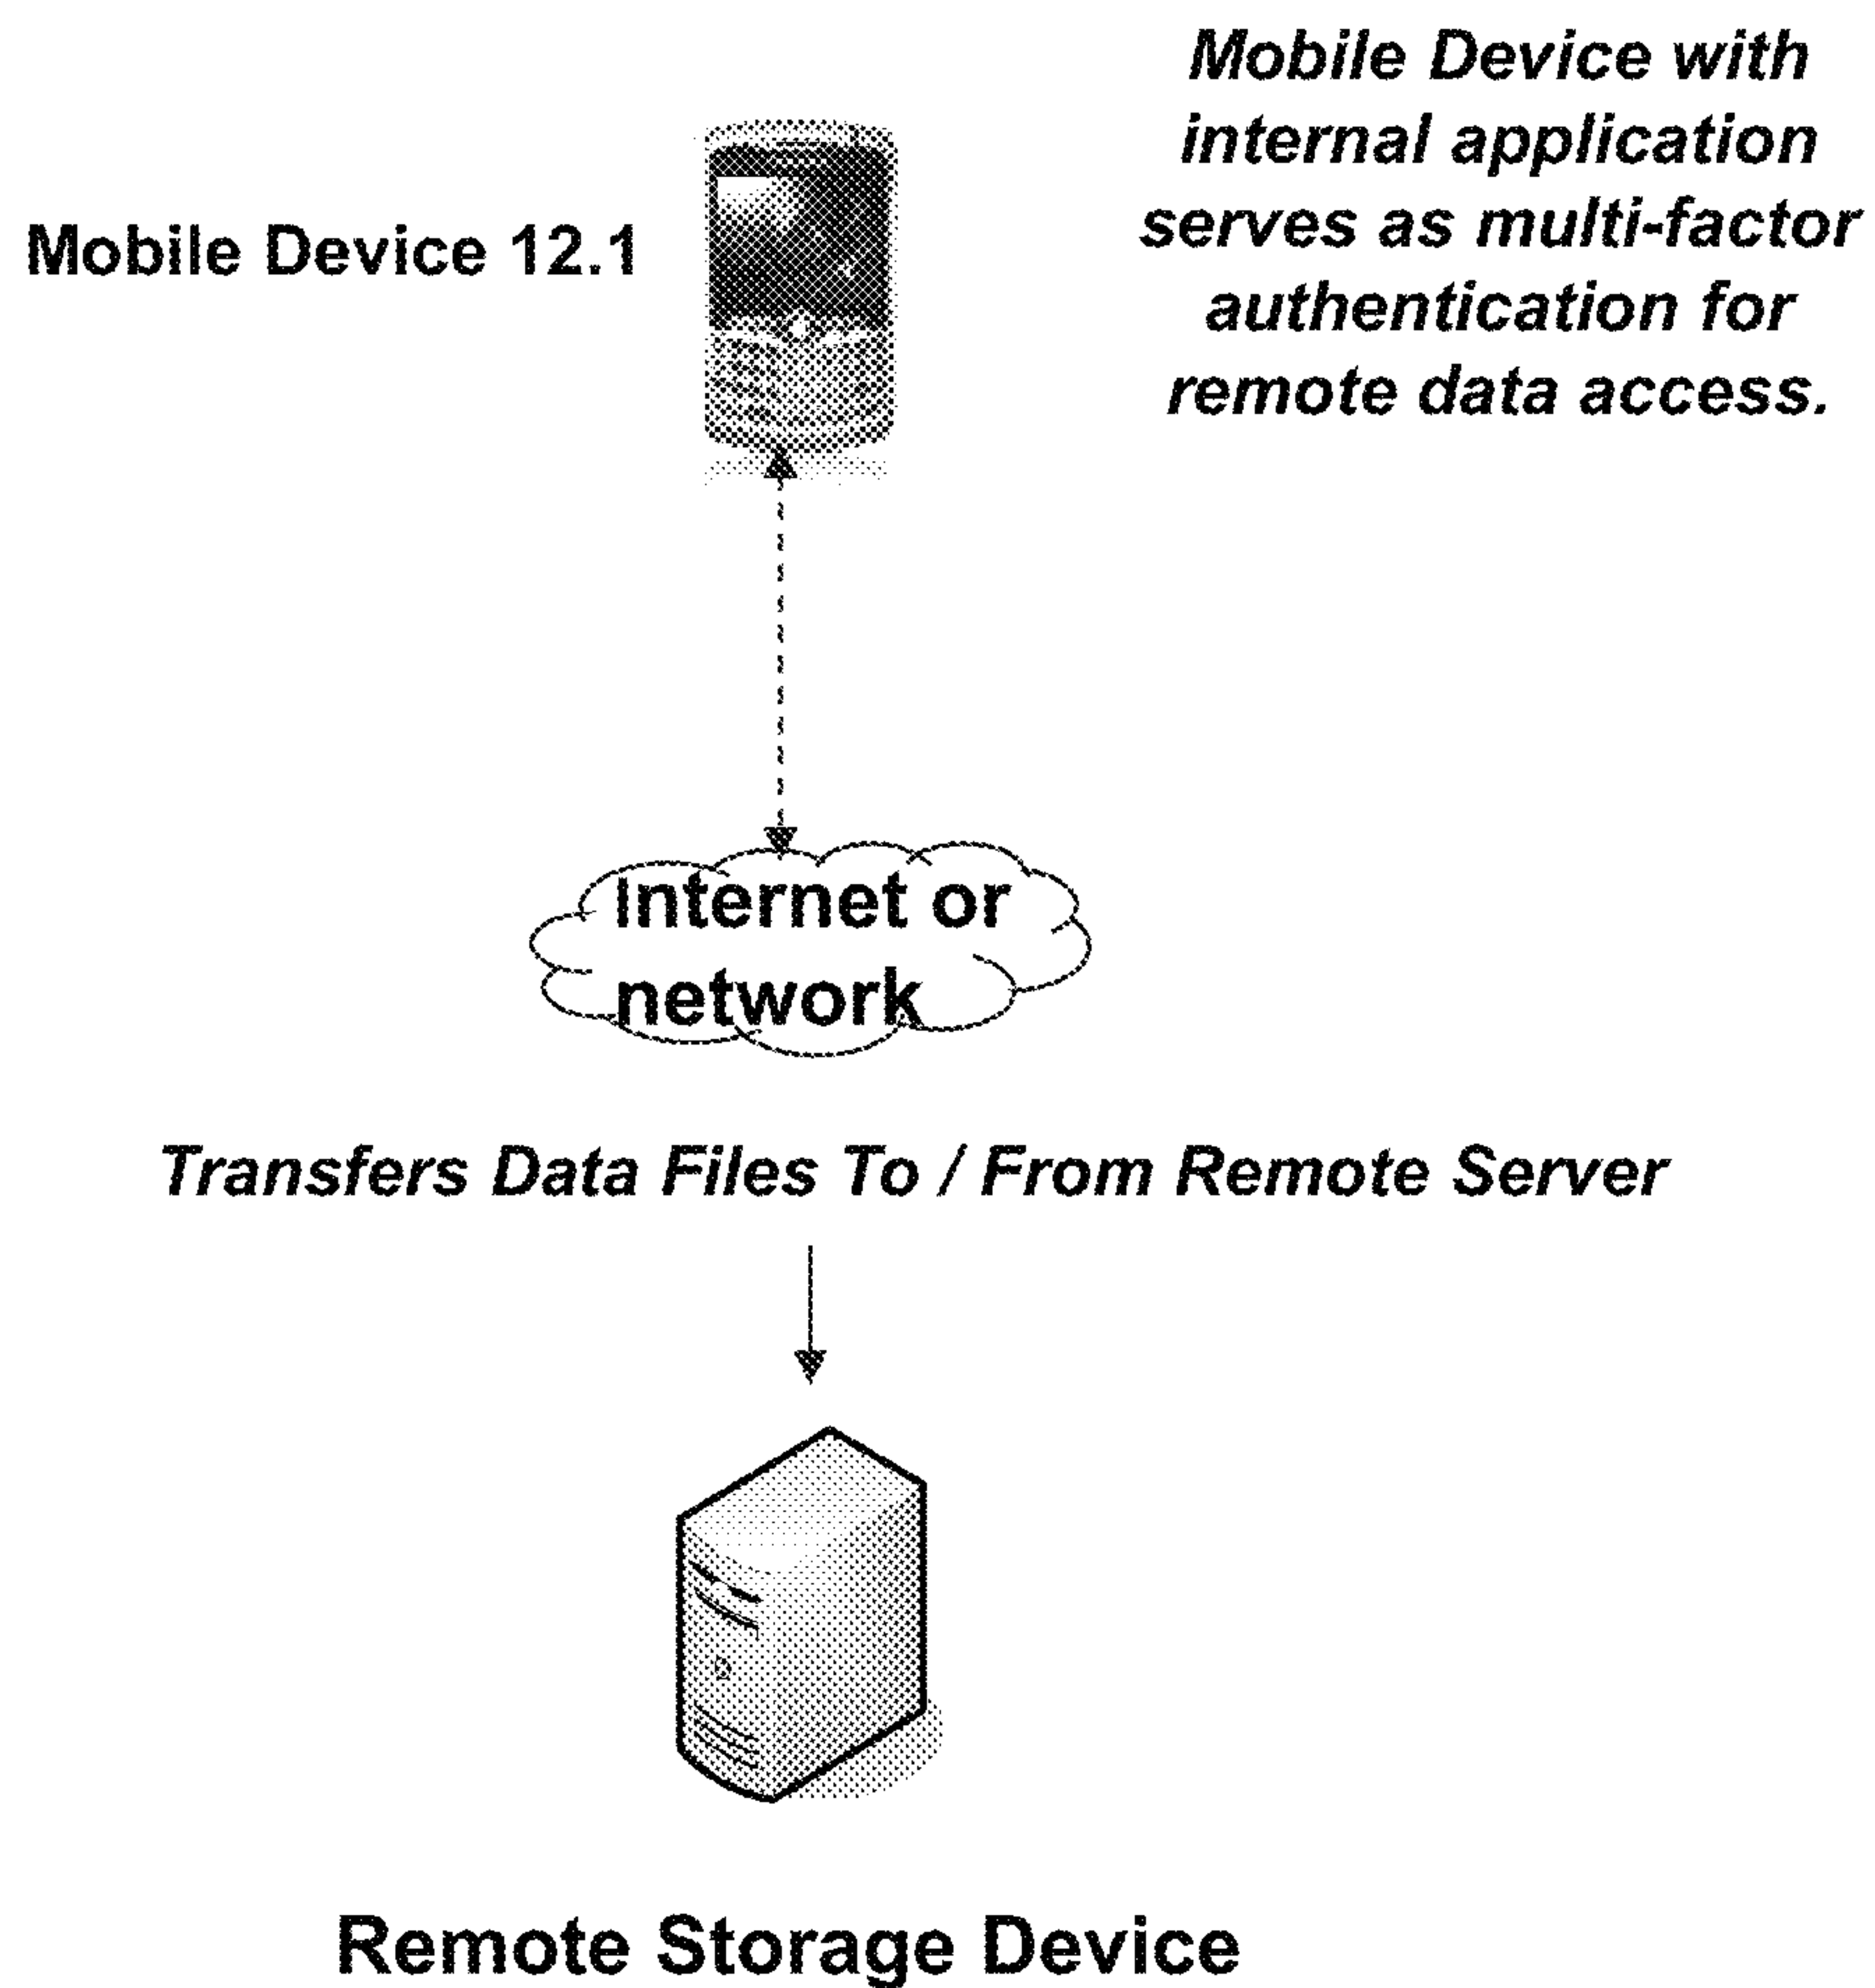 Mobile Device with
internal application
serves as multi-factor
authentication for
remote data access.
Mobile Device 12.1
Internet or
network
Transfers Data Files To / From Remote Server
Remote Storage Device